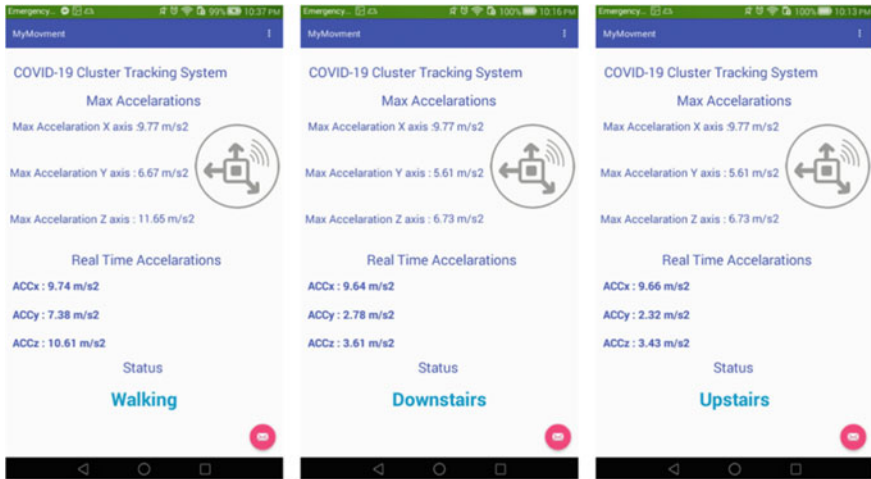 Emergency...
99% 10:37 PM
MyMovment
COVID-19 Cluster Tracking System
Max Accelarations
Max Accelaration X axis :9.77 m/s2
Max Accelaration Y axis : 6.67 m/s2
Max Accelaration Z axis : 11.65 m/s2
Real Time Accelarations
ACCx : 9.74 m/s2
ACCy : 7.38 m/s2
ACCz : 10.61 m/s2
Status
Walking
Emergency...
100% 10:16 PM
MyMovment
COVID-19 Cluster Tracking System
Max Accelarations
Max Accelaration X axis :9.77 m/s2
Max Accelaration Y axis : 5.61 m/s2
Max Accelaration Z axis : 6.73 m/s2
Real Time Accelarations
ACCx : 9.64 m/s2
ACCy : 2.78 m/s2
ACCz : 3.61 m/s2
Status
Downstairs
Emergency...
100% 10:13 PM
MyMovment
COVID-19 Cluster Tracking System
Max Accelarations
Max Accelaration X axis :9.77 m/s2
Max Accelaration Y axis : 5.61 m/s2
Max Accelaration Z axis : 6.73 m/s2
Real Time Accelarations
ACCx : 9.66 m/s2
ACCy : 2.32 m/s2
ACCz : 3.43 m/s2
Status
Upstairs